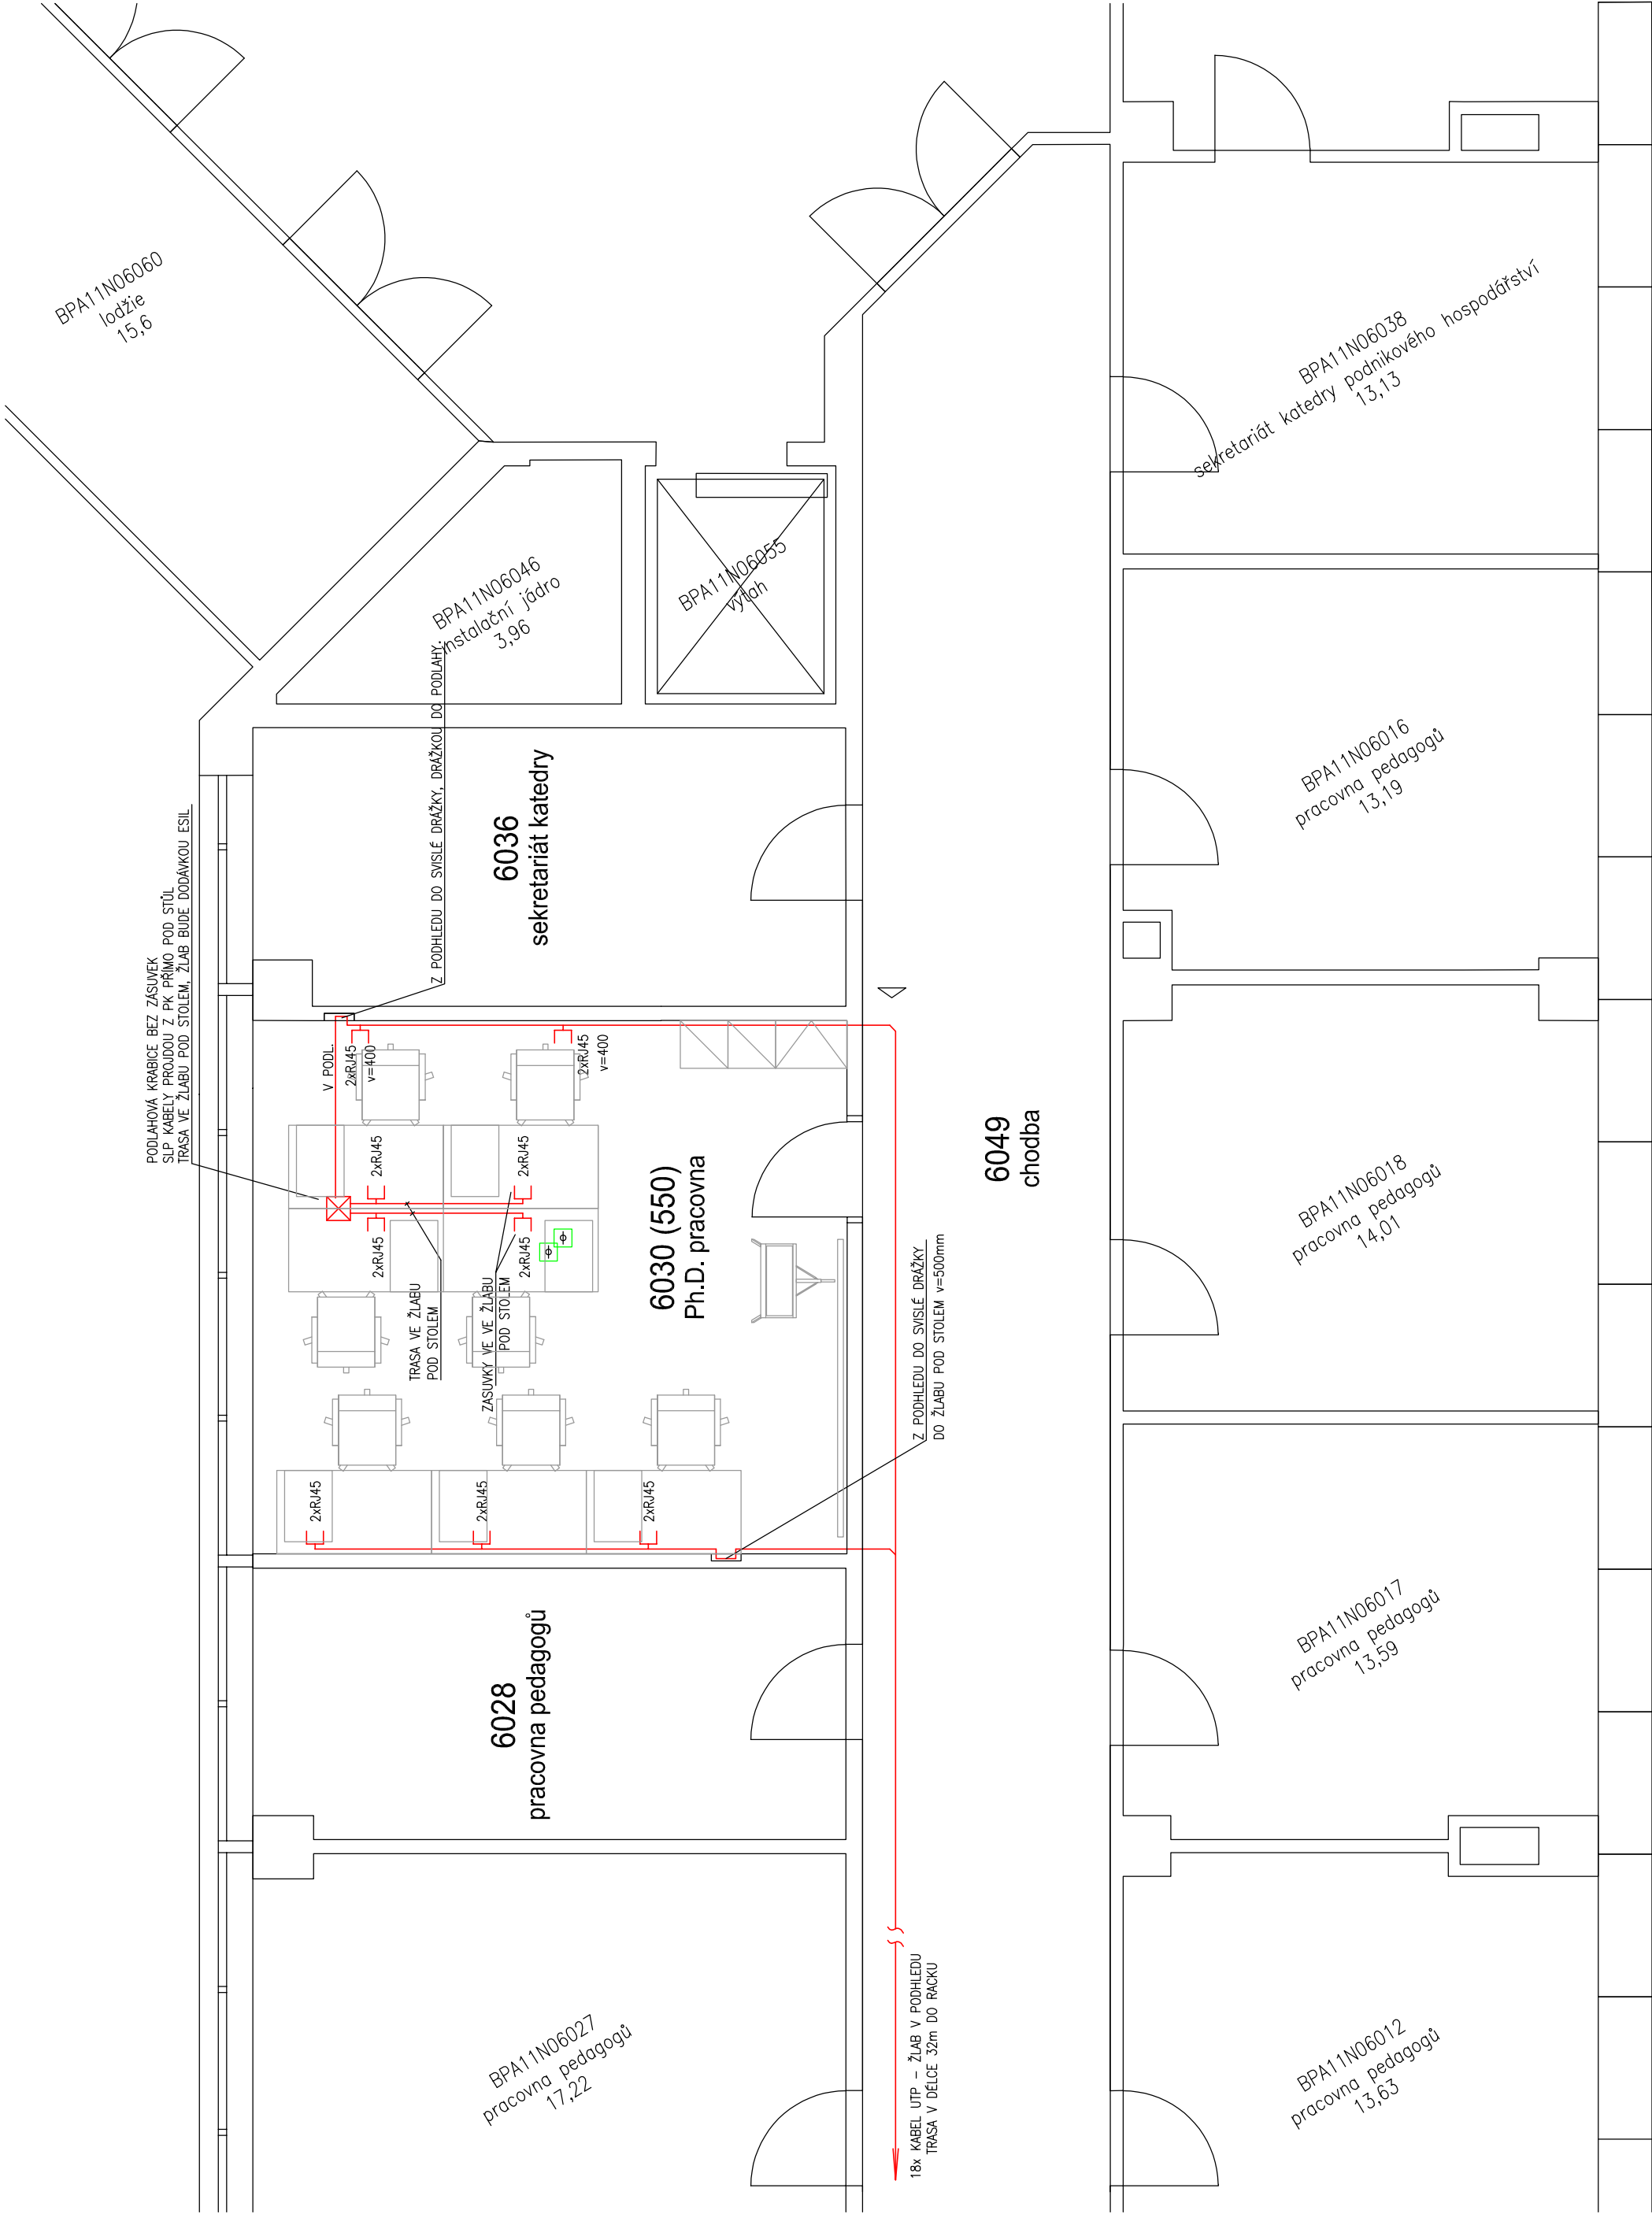 BPA11N06060
lodžie
15,6
BPA11N06038
sekretariát katedry podnikového hospodářství
13,13
BPA11N06046
instalační jádro
3,96
BPA11N06055
výtah
BPA11N06016
pracovna pedagogů
13,19
6036
sekretariát katedry
Z PODHLEDU DO SVISLÉ DRÁŽKY, DRÁŽKOU DO PODLAHY.
PODLAHOVÁ KRABICE BEZ ZÁSUVEK
SLP KABELY PROJDOU Z PK PŘÍMO POD STŮL
TRASA VE ŽLABU POD STOLEM, ŽLAB BUDE DODÁVKOU ESIL
V PODL.
2xRJ45
v=400
2xRJ45
v=400
2xRJ45
2xRJ45
2xRJ45
2xRJ45
TRASA VE ŽLABU
POD STOLEM
ZASUVKY VE VE ŽLABU
POD STOLEM
6030 (550)
Ph.D. pracovna
6049
chodba
BPA11N06018
pracovna pedagogů
14,01
Z PODHLEDU DO SVISLÉ DRÁŽKY
DO ŽLABU POD STOLEM v=500mm
2xRJ45
2xRJ45
2xRJ45
6028
pracovna pedagogů
BPA11N06017
pracovna pedagogů
13,59
BPA11N06027
pracovna pedagogů
17,22
18x KABEL UTP – ŽLAB V PODHLEDU
TRASA V DÉLCE 32m DO RACKU
BPA11N06012
pracovna pedagogů
13,63